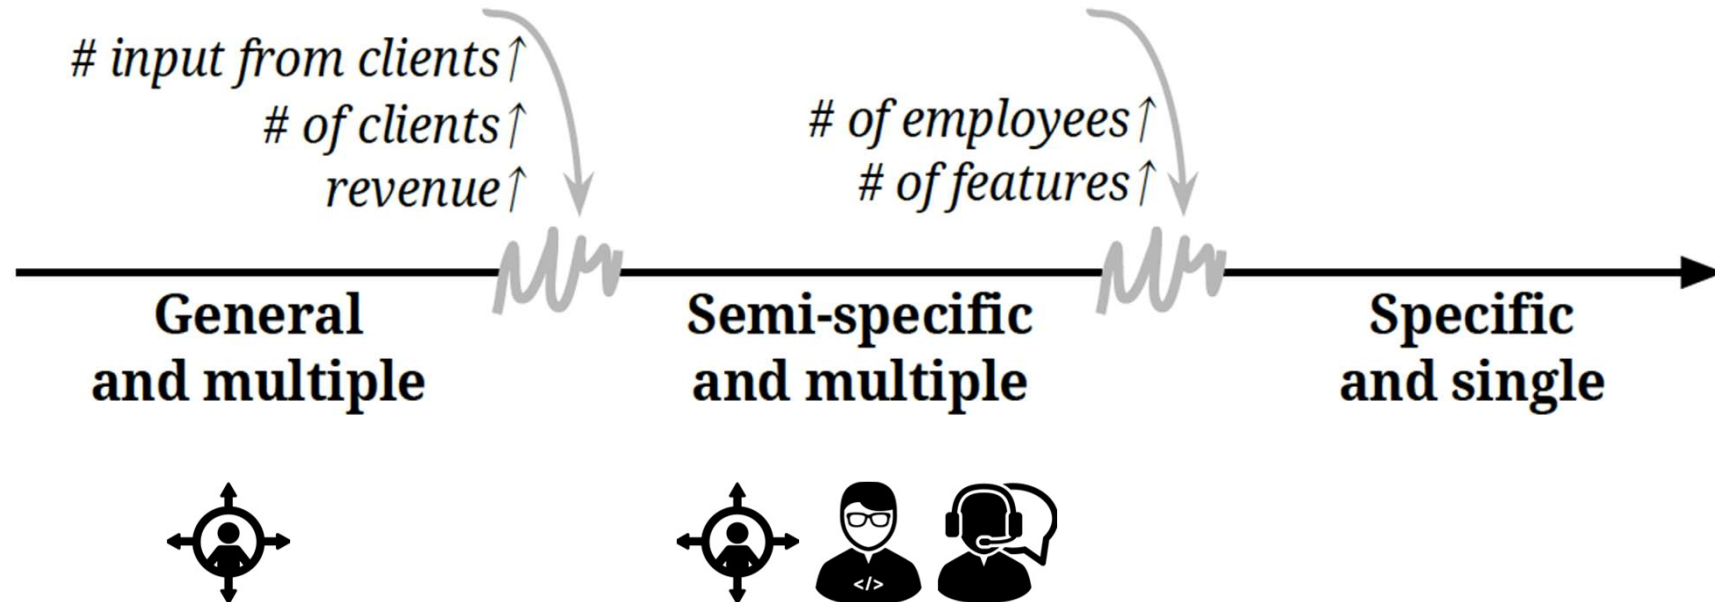 # input from clients↑
# of clients↑
revenue↑
# of employees↑
# of features↑
General
and multiple
Semi-specific
and multiple
Specific
and single
</>